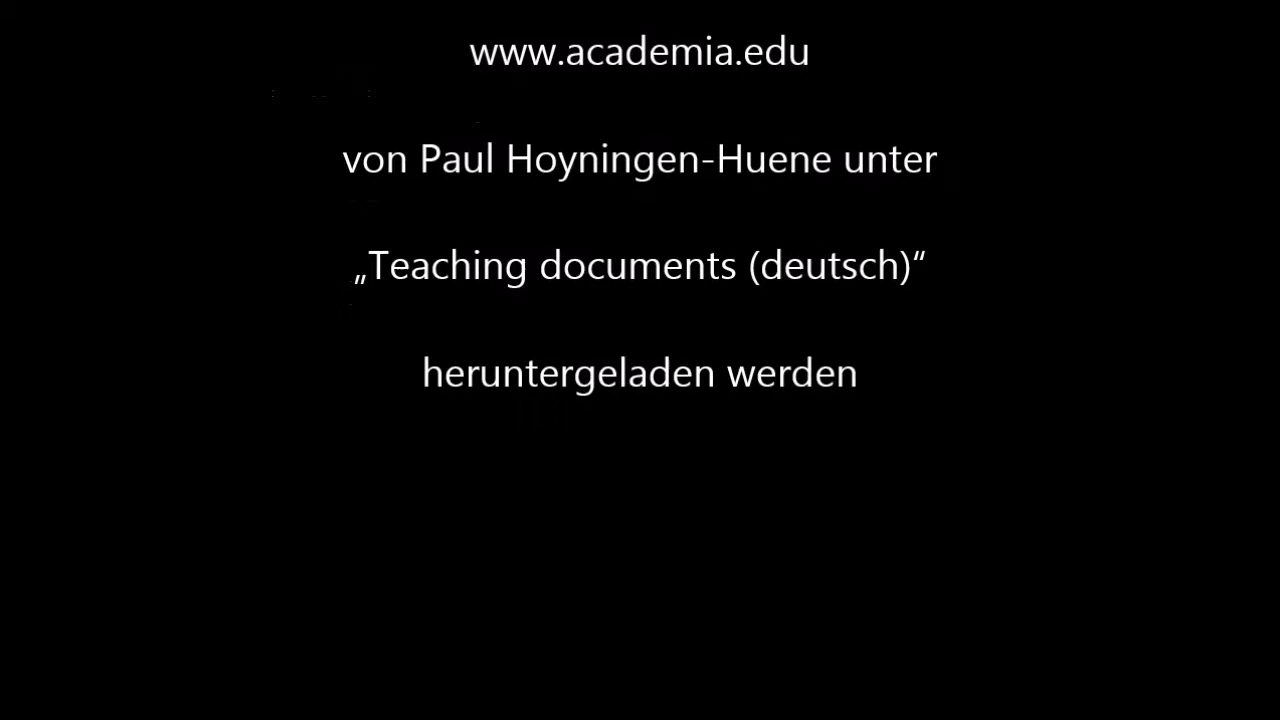 www.academia.edu
von Paul Hoyningen-Huene unter
„Teaching documents (deutsch)“
heruntergeladen werden